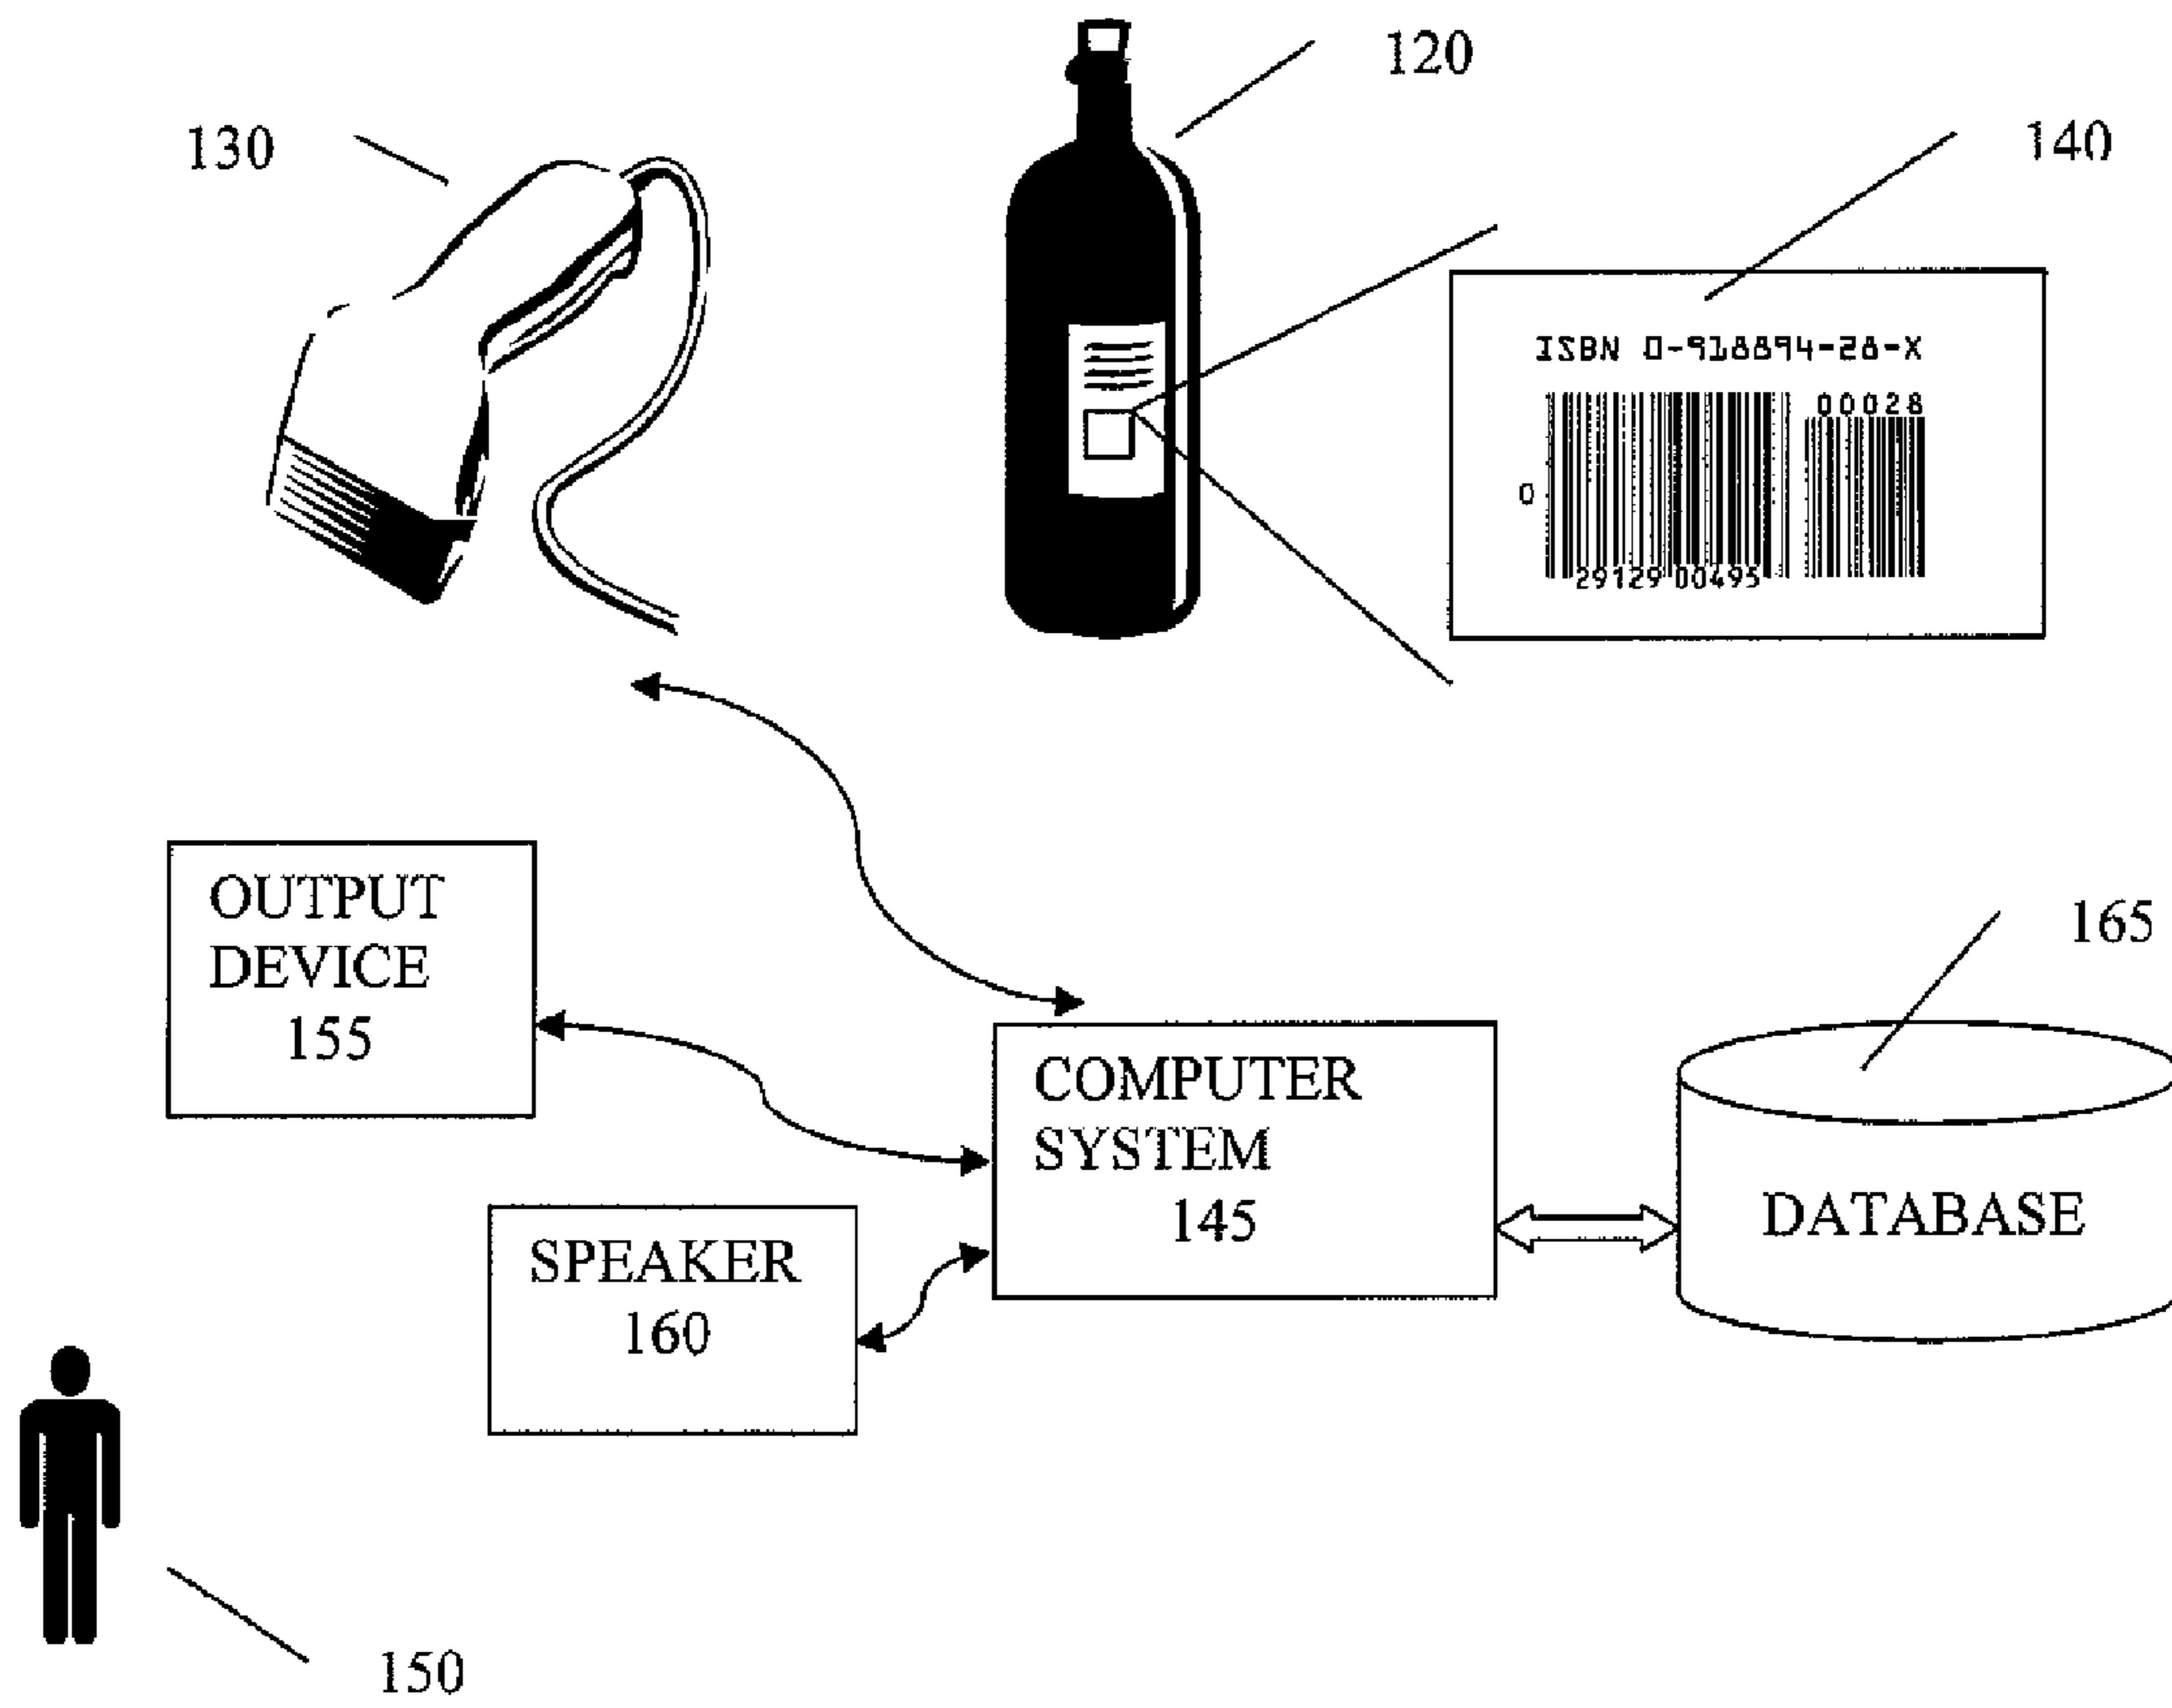 120
130
140
ISBN 0-918894-28-X
00028
0
29129 00495
OUTPUT
DEVICE
155
165
COMPUTER
SYSTEM
145
DATABASE
SPEAKER
160
150